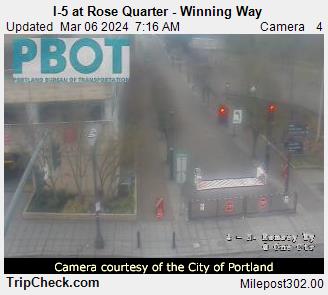 I-5 at Rose Quarter - Winning Way
Updated Mar 06 2024 7:16 AM Camera 4
PBOT
PORTLAND BUREAU OF TRANSPORTATION
Camera courtesy of the City of Portland
TripCheck.com Milepost302.00